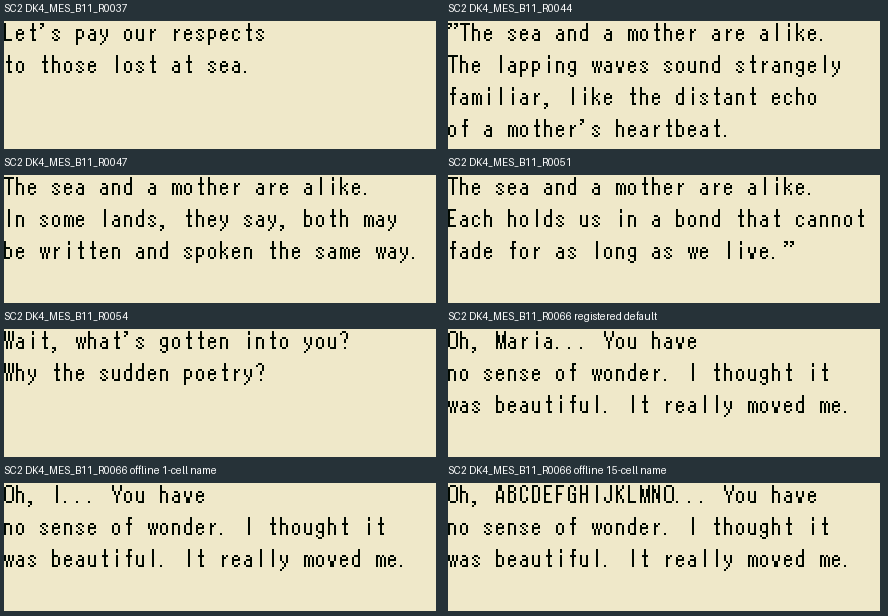 SC2 DK4_MES_B11_R0037
Let's pay our respects
to those lost at sea.
SC2 DK4_MES_B11_R0044
”The sea and a mother are alike.
The lapping waves sound strangely
familiar, like the distant echo
of a mother's heartbeat.
SC2 DK4_MES_B11_R0047
The sea and a mother are alike.
In some lands, they say, both may
be written and spoken the same way.
SC2 DK4_MES_B11_R0051
The sea and a mother are alike.
Each holds us in a bond that cannot
fade for as long as we live.”
SC2 DK4_MES_B11_R0054
Wait, what's gotten into you?
Why the sudden poetry?
SC2 DK4_MES_B11_R0066 registered default
Oh, Maria... You have
no sense of wonder. I thought it
was beautiful. It really moved me.
SC2 DK4_MES_B11_R0066 offline 1-cell name
Oh, I... You have
no sense of wonder. I thought it
was beautiful. It really moved me.
SC2 DK4_MES_B11_R0066 offline 15-cell name
Oh, ABCDEFGHIJKLMNO... You have
no sense of wonder. I thought it
was beautiful. It really moved me.